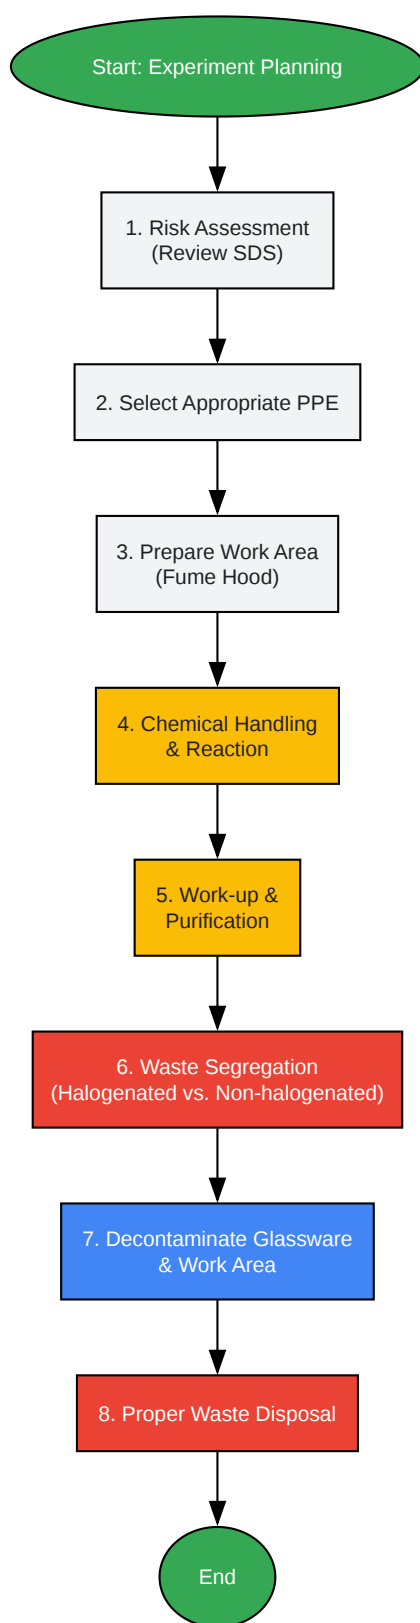 Start: Experiment Planning
1. Risk Assessment
(Review SDS)
2. Select Appropriate PPE
3. Prepare Work Area
(Fume Hood)
4. Chemical Handling
& Reaction
5. Work-up &
Purification
6. Waste Segregation
(Halogenated vs. Non-halogenated)
7. Decontaminate Glassware
& Work Area
8. Proper Waste Disposal
End